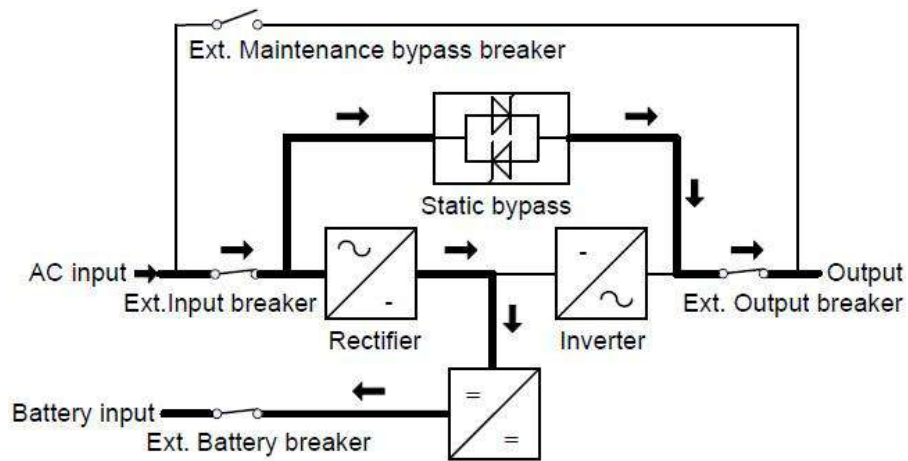 Ext. Maintenance bypass breaker
Static bypass
AC input
Output
Ext.Input breaker
Ext. Output breaker
Rectifier
Inverter
Battery input
Ext. Battery breaker